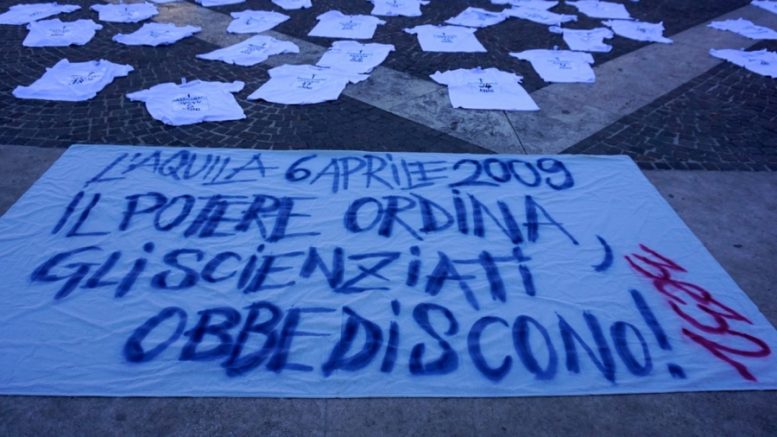 L'AQUILA 6 APRILE 2009
IL POTERE ORDINA,
GLI SCIENZIATI
OBBEDISCONO!